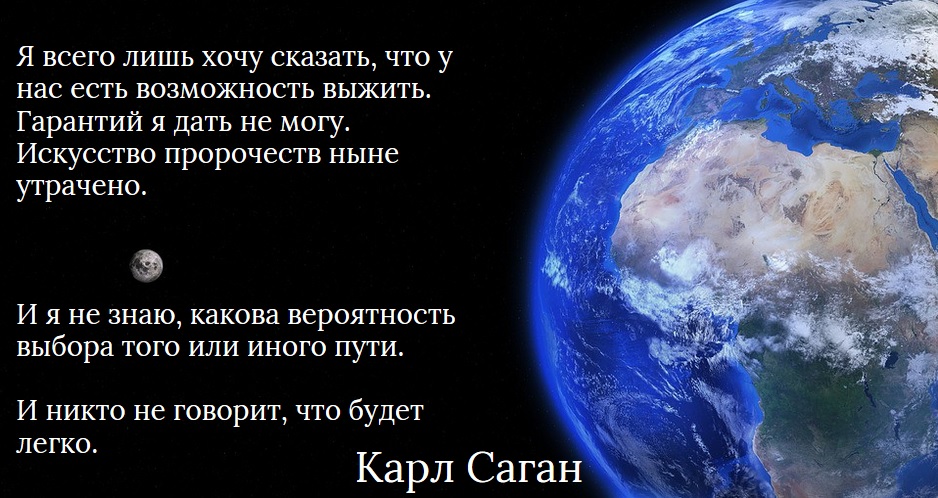 Я всего лишь хочу сказать, что у
нас есть возможность выжить.
Гарантий я дать не могу.
Искусство пророчеств ныне
утрачено.
И я не знаю, какова вероятность
выбора того или иного пути.
И никто не говорит, что будет
легко.
Карл Саган